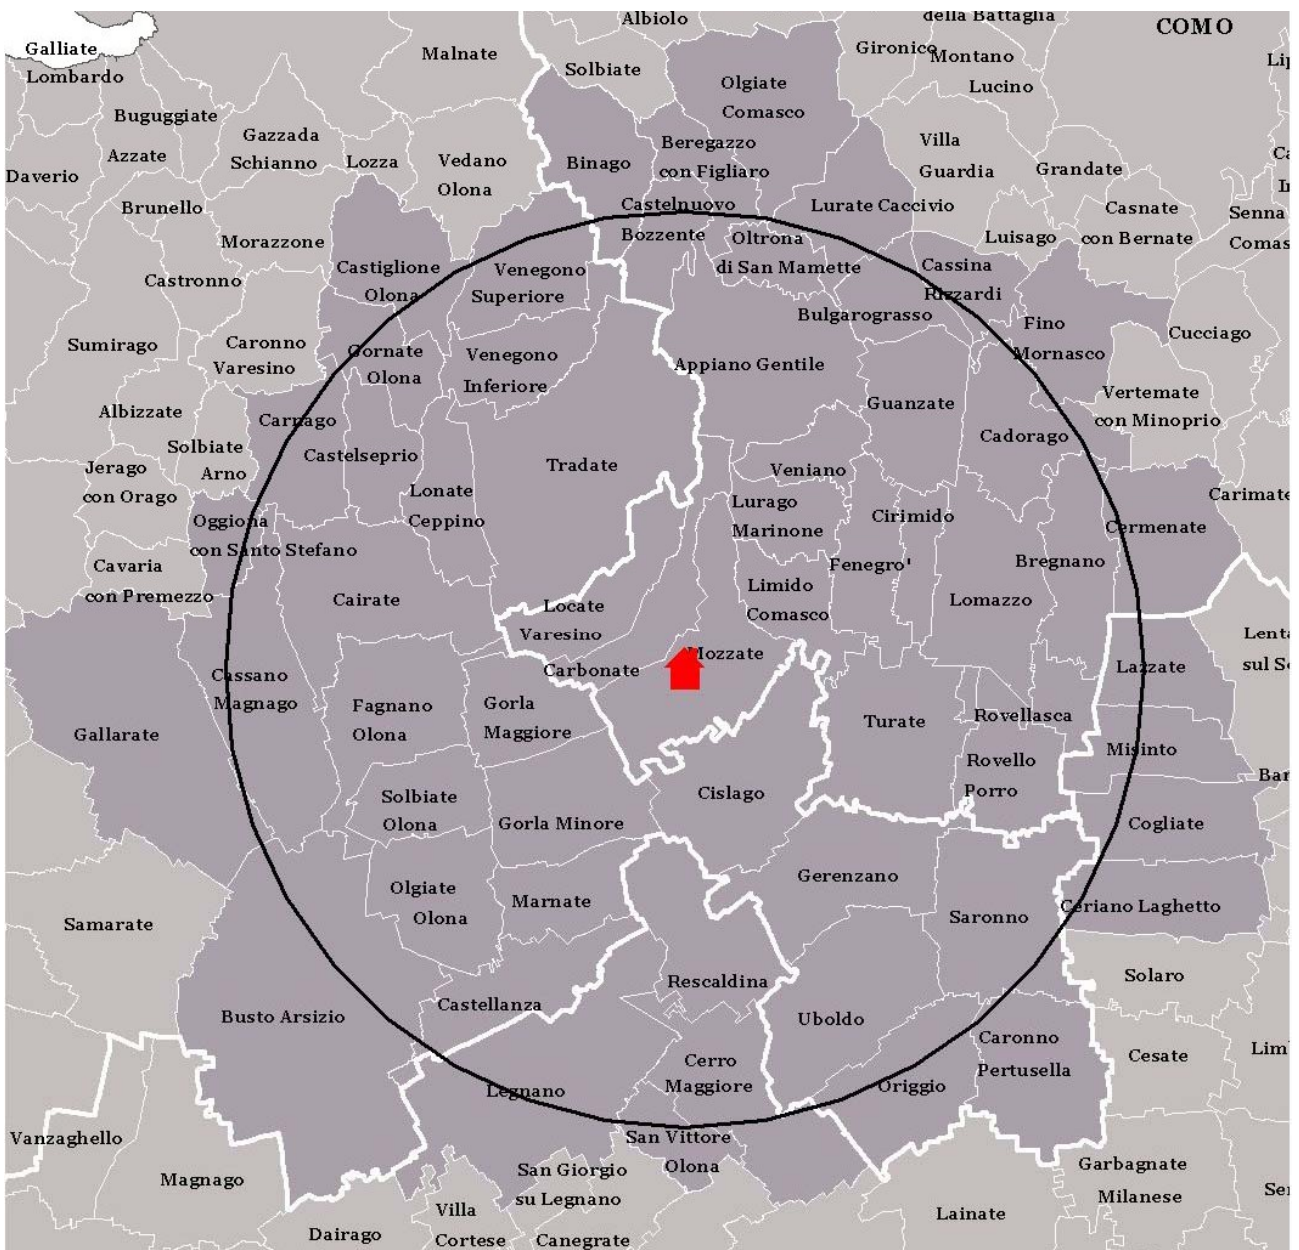 Albiolo
della Battaglia
COMO
Galliate
Lombardo
Malnate
Solbiate
Gironico
Montano
Lucino
Olgiate
Comasco
Buguggiate
Azzate
Gazzada
Schianno
Lozza
Vedano
Olona
Binago
Beregazzo
con Figliaro
Villa
Guardia
Grandate
Daverio
Brunello
Castelnuovo
Bozzente
Lurate Caccivio
Casnate
con Bernate
Senna
Comas
Morazzone
Luisago
Oltrona
di San Mamette
Castiglione
Olona
Venegono
Superiore
Cassina
Rizzardi
Castronno
Bulgarograsso
Fino
Mornasco
Cucciago
Sumirago
Caronno
Varesino
Gornate
Olona
Venegono
Inferiore
Appiano Gentile
Vertemate
con Minoprio
Albizzate
Carnago
Guanzate
Cadorago
Solbiate
Arno
Castelseprio
Tradate
Veniano
Jerago
con Orago
Lonate
Ceppino
Lurago
Marinone
Cirimido
Carimate
Oggiona
con Santo Stefano
Cermenate
Cavaria
con Premezzo
Fenegro'
Bregnano
Cairate
Locate
Varesino
Limido
Comasco
Lomazzo
Carbonate
Mozzate
Lazzate
Cassano
Magnago
Fagnano
Olona
Gorla
Maggiore
Turate
Rovellasca
Gallarate
Misinto
Rovello
Porro
Solbiate
Olona
Cislago
Gorla Minore
Cogliate
Gerenzano
Olgiate
Olona
Marnate
Saronno
Ceriano Laghetto
Samarate
Rescaldina
Solaro
Castellanza
Busto Arsizio
Uboldo
Caronno
Pertusella
Cesate
Cerro
Maggiore
Legnano
Origgio
Vanzaghello
San Vittore
Olona
Magnago
San Giorgio
su Legnano
Garbagnate
Milanese
Villa
Cortese
Lainate
Dairago
Canegrate